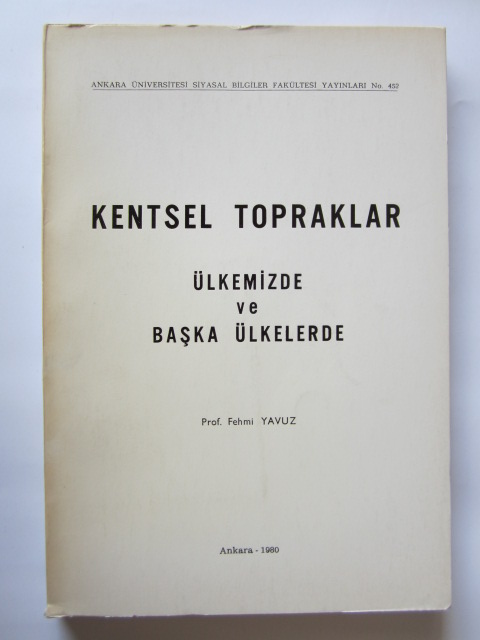 ANKARA ÜNİVERSİTESİ SİYASAL BİLGİLER FAKÜLTESİ YAYINLARI No. 452
KENTSEL TOPRAKLAR
ÜLKEMİZDE
ve
BAŞKA ÜLKELERDE
Prof. Fehmi YAVUZ
Ankara - 1980